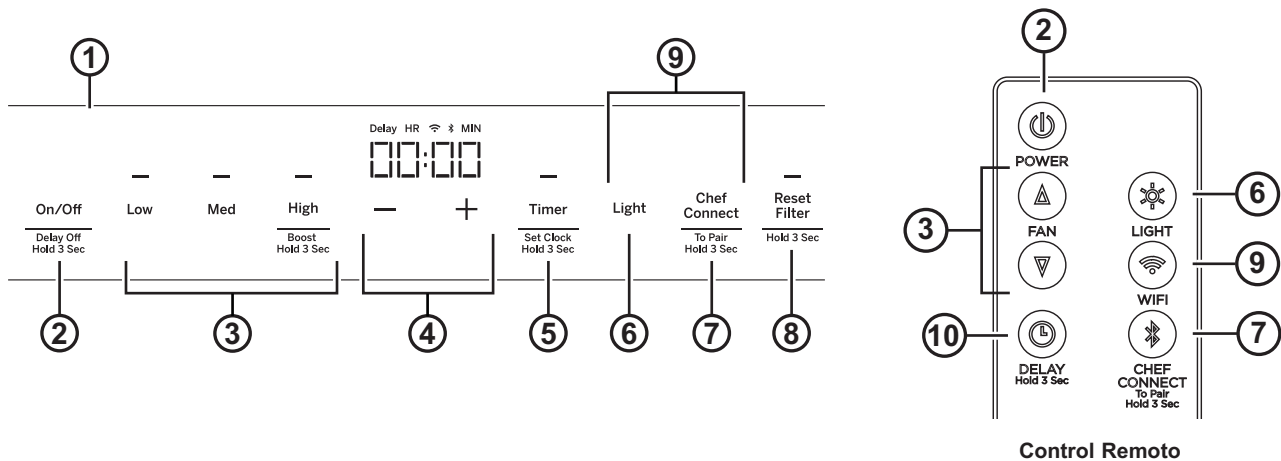 1
9
Delay HR MIN
00:00
On/Off
Delay Off
Hold 3 Sec
Low
Med
High
Boost
Hold 3 Sec
Timer
Set Clock
Hold 3 Sec
Light
Chef
Connect
To Pair
Hold 3 Sec
Reset
Filter
Hold 3 Sec
2
3
4
5
6
7
8
2
POWER
3
FAN
6
LIGHT
9
WIFI
10
DELAY
Hold 3 Sec
7
CHEF
CONNECT
To Pair
Hold 3 Sec
Control Remoto